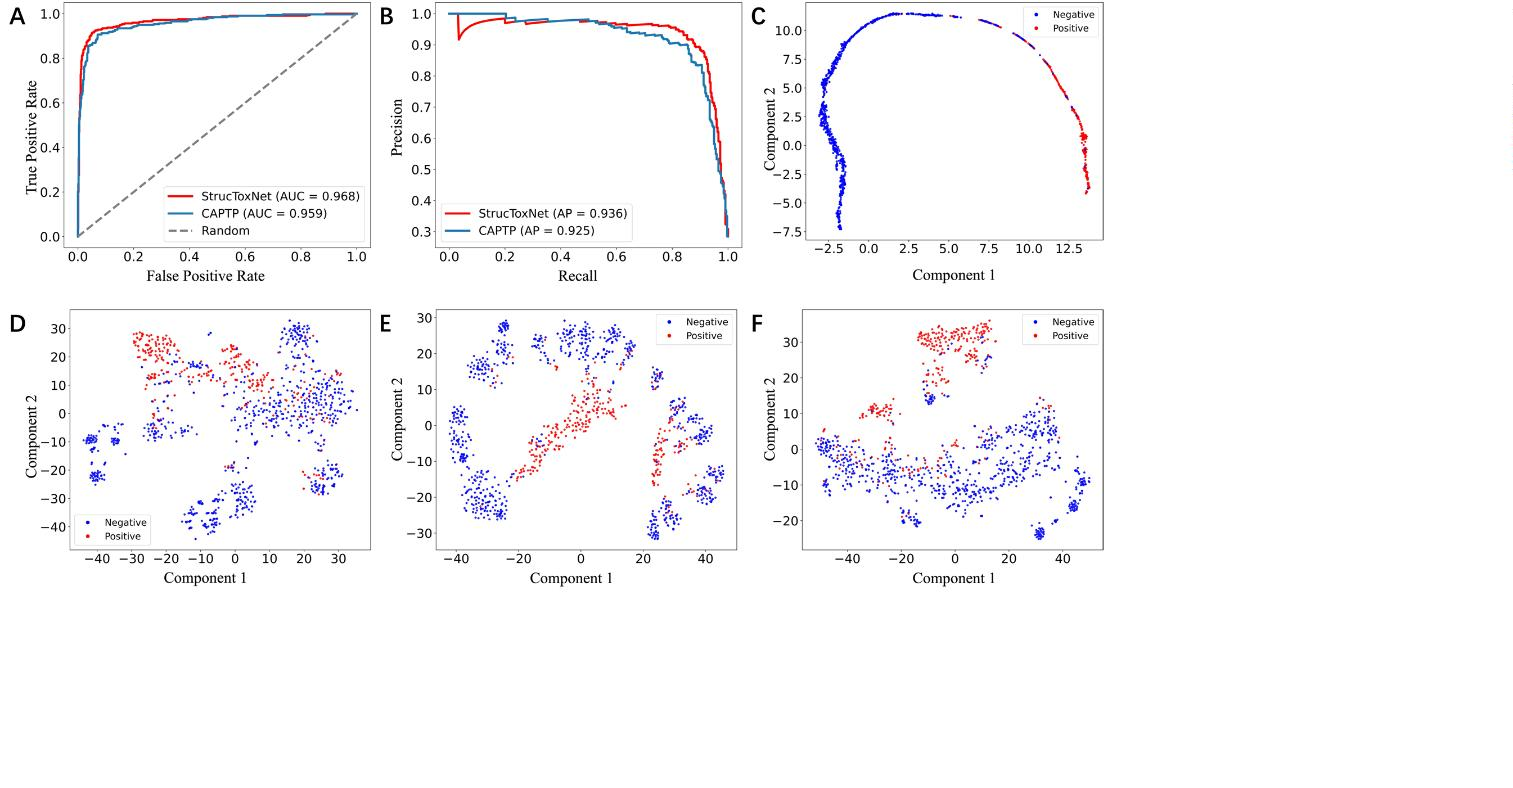 A
True Positive Rate
1.0
0.8
0.6
0.4
0.2
0.0
StrucToxNet (AUC = 0.968)
CAPTP (AUC = 0.959)
Random
0.0 0.2 0.4 0.6 0.8 1.0
False Positive Rate
B
Precision
1.0
0.9
0.8
0.7
0.6
0.5
0.4
0.3
StrucToxNet (AP = 0.936)
CAPTP (AP = 0.925)
0.0 0.2 0.4 0.6 0.8 1.0
Recall
C
Component 2
10.0
7.5
5.0
2.5
0.0
−2.5
−5.0
−7.5
Negative
Positive
−2.5 0.0 2.5 5.0 7.5 10.0 12.5
Component 1
D
Component 2
30
20
10
0
−10
−20
−30
−40
Negative
Positive
−40 −30 −20 −10 0 10 20 30
Component 1
E
Component 2
30
20
10
0
−10
−20
−30
Negative
Positive
−40 −20 0 20 40
Component 1
F
Component 2
30
20
10
0
−10
−20
Negative
Positive
−40 −20 0 20 40
Component 1